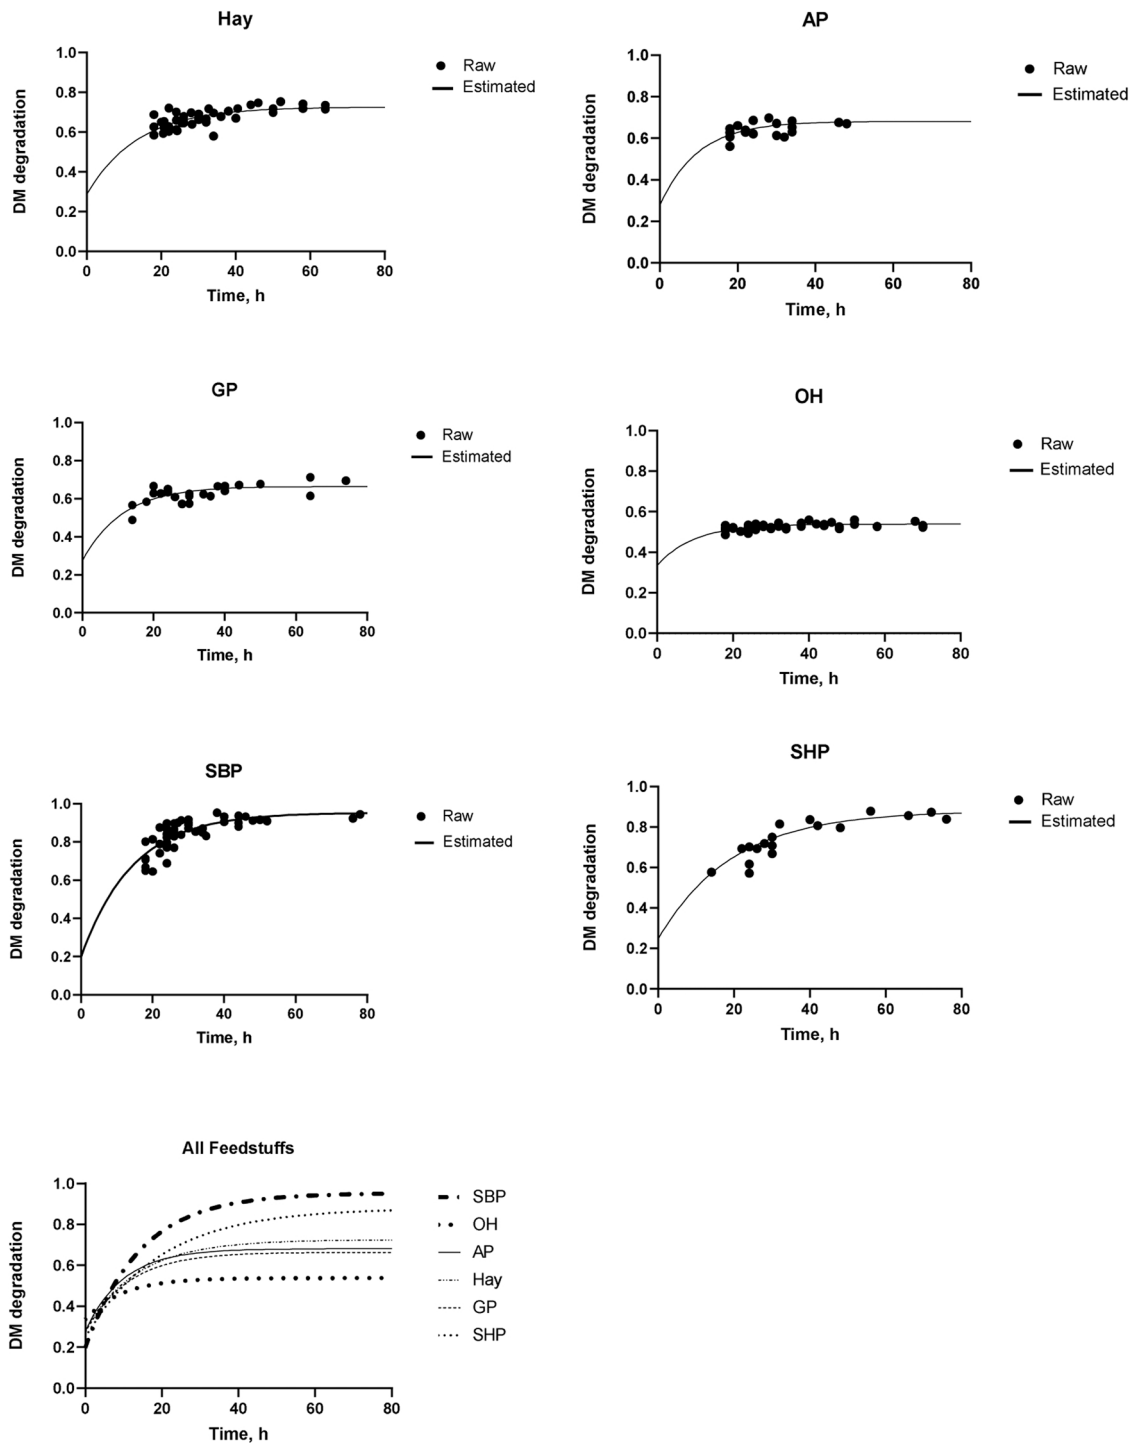 Hay
1.0
0.8
0.6
0.4
0.2
0.0
0 20 40 60 80
DM degradation
Time, h
Raw
Estimated
AP
1.0
0.8
0.6
0.4
0.2
0.0
0 20 40 60 80
DM degradation
Time, h
Raw
Estimated
GP
1.0
0.8
0.6
0.4
0.2
0.0
0 20 40 60 80
DM degradation
Time, h
Raw
Estimated
OH
1.0
0.8
0.6
0.4
0.2
0.0
0 20 40 60 80
DM degradation
Time, h
Raw
Estimated
SBP
1.0
0.8
0.6
0.4
0.2
0.0
0 20 40 60 80
DM degradation
Time, h
Raw
Estimated
SHP
1.0
0.8
0.6
0.4
0.2
0.0
0 20 40 60 80
DM degradation
Time, h
Raw
Estimated
All Feedstuffs
1.0
0.8
0.6
0.4
0.2
0.0
0 20 40 60 80
DM degradation
Time, h
SBP
OH
AP
Hay
GP
SHP